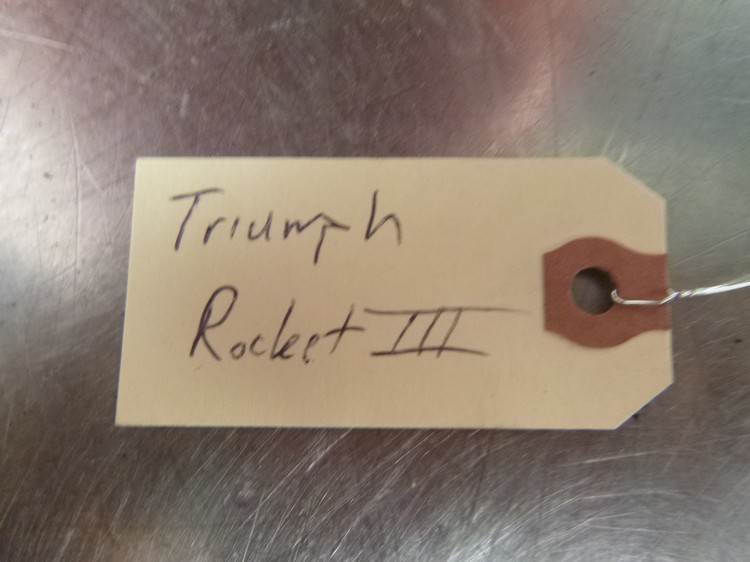 Triumph
Rocket III